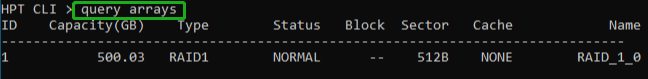 HPT CLI > query arrays
ID Capacity(GB) Type Status Block Sector Cache Name
-------------------------------------------------------------------------------
1 500.03 RAID1 NORMAL -- 512B NONE RAID_1_0